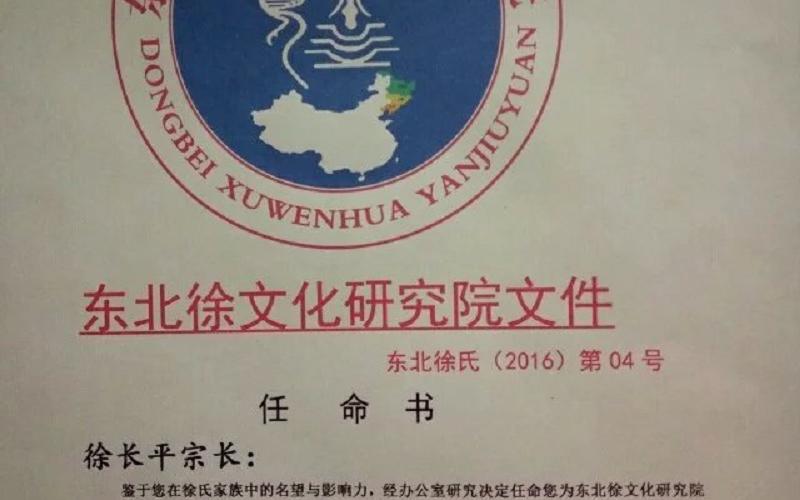 DONGBEI XUWENHUA YANJIUYUAN
东北徐文化研究院文件
东北徐氏（2016）第 04 号
任 命 书
徐长平宗长：
鉴于您在徐氏家族中的名望与影响力，经办公室研究决定任命您为东北徐文化研究院